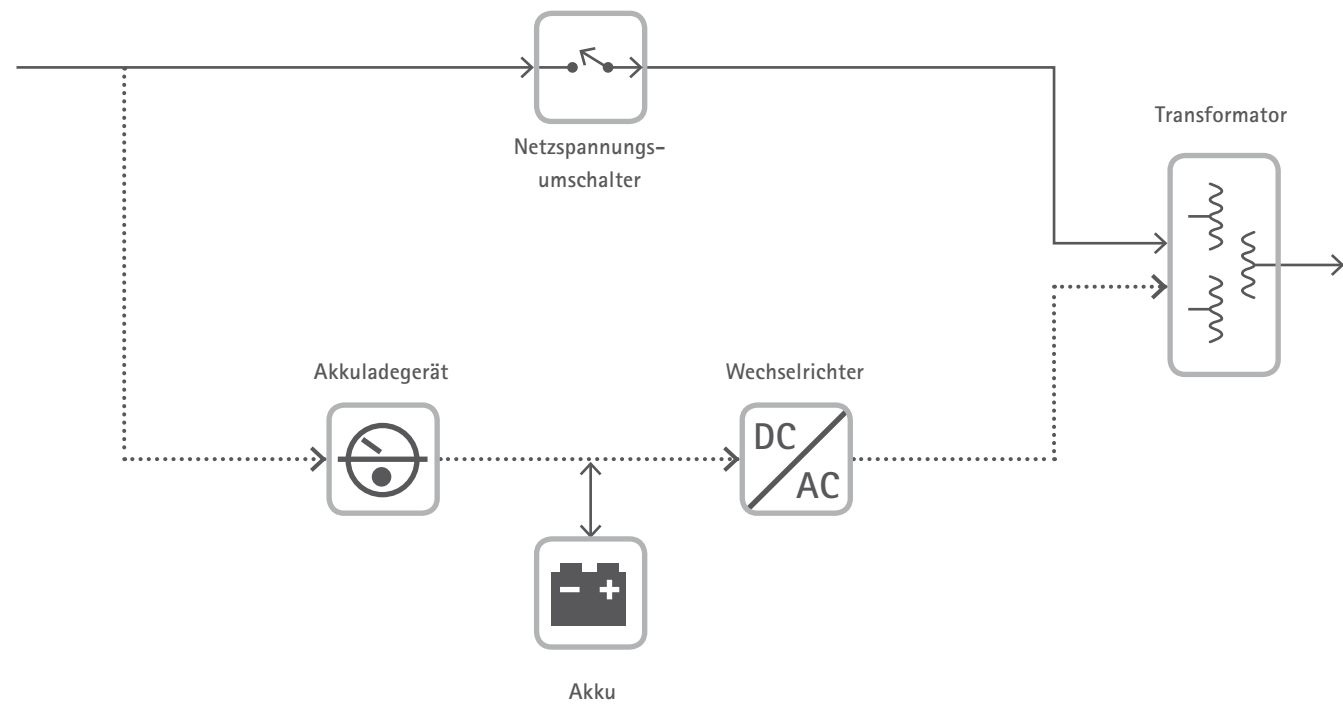 Transformator
Netzspannungs-
umschalter
Akkuladegerät
Wechselrichter
DC
AC
Akku